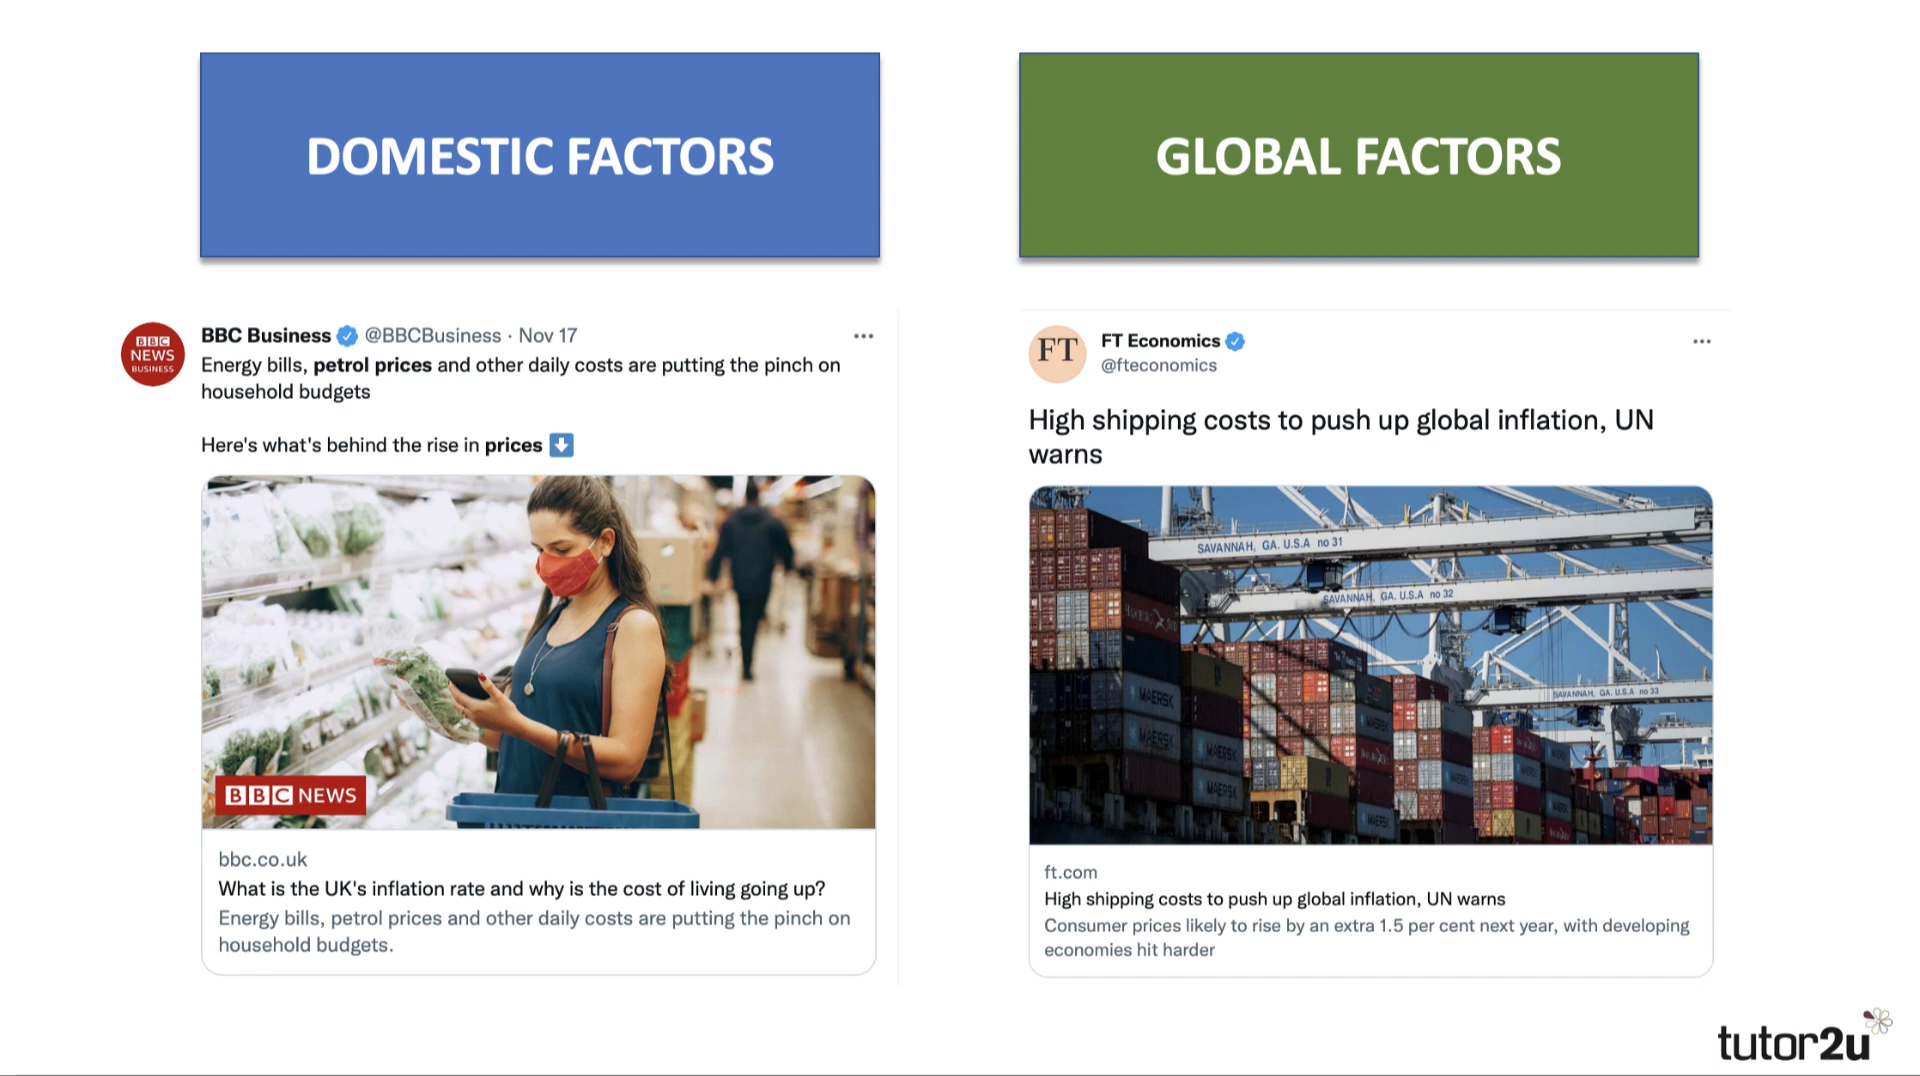 DOMESTIC FACTORS
GLOBAL FACTORS
BBC NEWS BUSINESS
BBC Business @BBCBusiness · Nov 17
Energy bills, petrol prices and other daily costs are putting the pinch on
household budgets
Here's what's behind the rise in prices
BBC NEWS
bbc.co.uk
What is the UK's inflation rate and why is the cost of living going up?
Energy bills, petrol prices and other daily costs are putting the pinch on
household budgets.
FT
FT Economics
@fteconomics
High shipping costs to push up global inflation, UN
warns
SAVANNAH, GA. U.S.A no 31
SAVANNAH, GA. U.S.A no 32
SAVANNAH, GA. U.S.A no 33
MAERSK
MAERSK
MAERSK
MAERSK
MAERSK
MAERSK
ft.com
High shipping costs to push up global inflation, UN warns
Consumer prices likely to rise by an extra 1.5 per cent next year, with developing
economies hit harder
tutor2u